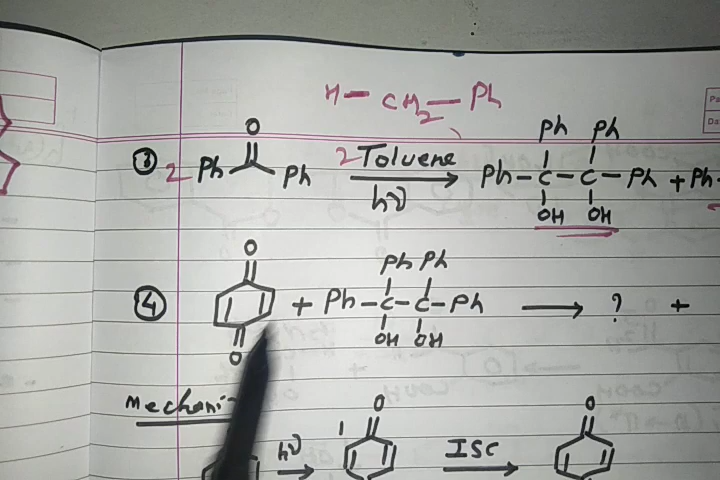 H - CH2 - Ph
O Ph Ph
③ 2 Ph Ph 2 Toluene Ph - C - C - Ph + Ph
hν OH OH
O Ph Ph
④ + Ph - C - C - Ph ? +
O OH OH
Mechani
O O
hν 1 ISC